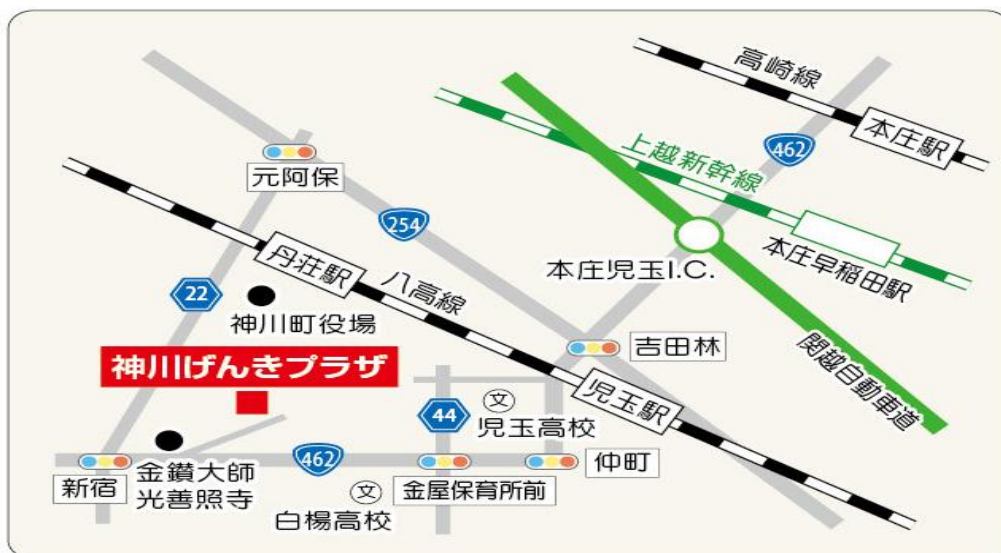 高崎線
本庄駅
462
上越新幹線
元阿保
254
本庄児玉I.C.
本庄早稲田駅
丹荘駅
八高線
22
神川町役場
吉田林
関越自動車道
神川げんきプラザ
児玉駅
44
文
児玉高校
462
仲町
新宿
金鑚大師
光善照寺
金屋保育所前
文
白楊高校